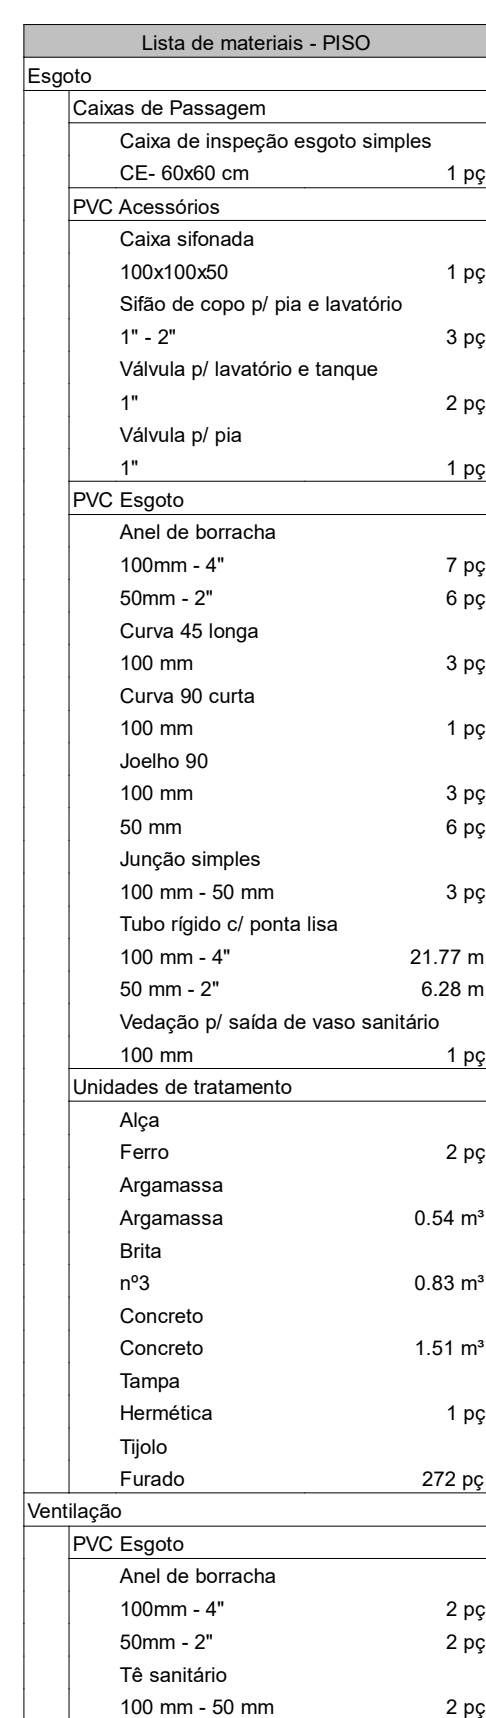 Lista de materiais - PISO
Esgoto
Caixas de Passagem
Caixa de inspeção esgoto simples
CE- 60x60 cm 1 pç
PVC Acessórios
Caixa sifonada
100x100x50 1 pç
Sifão de copo p/ pia e lavatório
1" - 2" 3 pç
Válvula p/ lavatório e tanque
1" 2 pç
Válvula p/ pia
1" 1 pç
PVC Esgoto
Anel de borracha
100mm - 4" 7 pç
50mm - 2" 6 pç
Curva 45 longa
100 mm 3 pç
Curva 90 curta
100 mm 1 pç
Joelho 90
100 mm 3 pç
50 mm 6 pç
Junção simples
100 mm - 50 mm 3 pç
Tubo rígido c/ ponta lisa
100 mm - 4" 21.77 m
50 mm - 2" 6.28 m
Vedação p/ saída de vaso sanitário
100 mm 1 pç
Unidades de tratamento
Alça
Ferro 2 pç
Argamassa
Argamassa 0.54 m³
Brita
nº3 0.83 m³
Concreto
Concreto 1.51 m³
Tampa
Hermética 1 pç
Tijolo
Furado 272 pç
Ventilação
PVC Esgoto
Anel de borracha
100mm - 4" 2 pç
50mm - 2" 2 pç
Tê sanitário
100 mm - 50 mm 2 pç